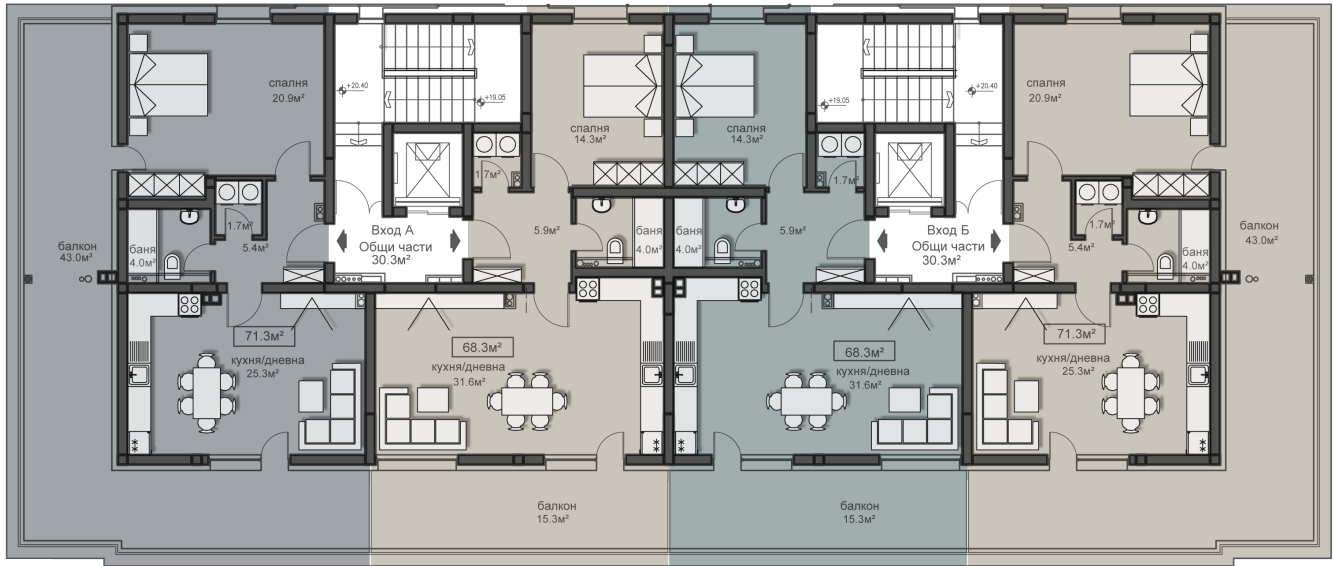 спалня
20.9м²
+20.40
+19.05
спалня
14.3м²
спалня
14.3м²
+19.05
+20.40
спалня
20.9м²
1.7м²
1.7м²
1.7м²
5.4м²
Вход А
Общи части
30.3м²
5.9м²
баня
4.0м²
баня
4.0м²
5.9м²
Вход Б
Общи части
30.3м²
1.7м²
5.4м²
баня
4.0м²
баня
4.0м²
балкон
43.0м²
балкон
43.0м²
71.3м²
кухня/дневна
25.3м²
68.3м²
кухня/дневна
31.6м²
68.3м²
кухня/дневна
31.6м²
71.3м²
кухня/дневна
25.3м²
балкон
15.3м²
балкон
15.3м²